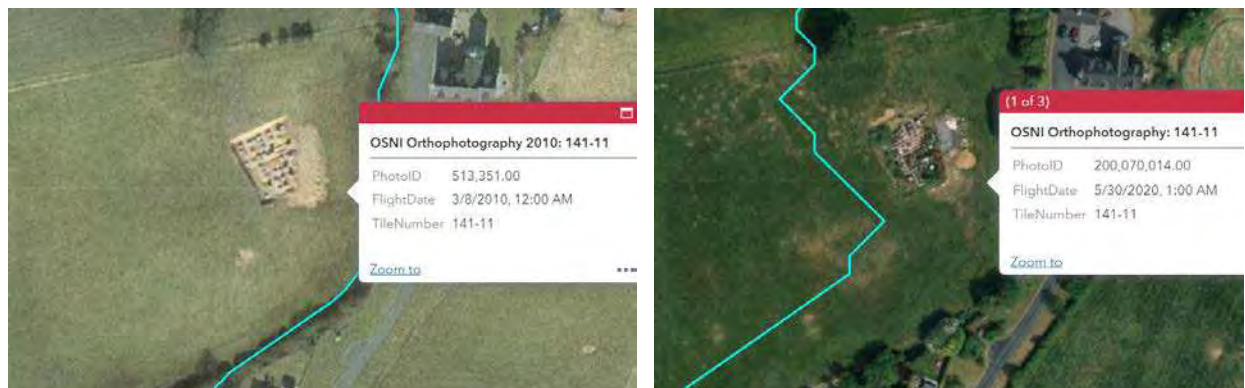 OSNI Orthophotography 2010: 141-11
PhotoID 513,351.00
FlightDate 3/8/2010, 12:00 AM
TileNumber 141-11
Zoom to
(1 of 3)
OSNI Orthophotography: 141-11
PhotoID 200,070,014.00
FlightDate 5/30/2020, 1:00 AM
TileNumber 141-11
Zoom to